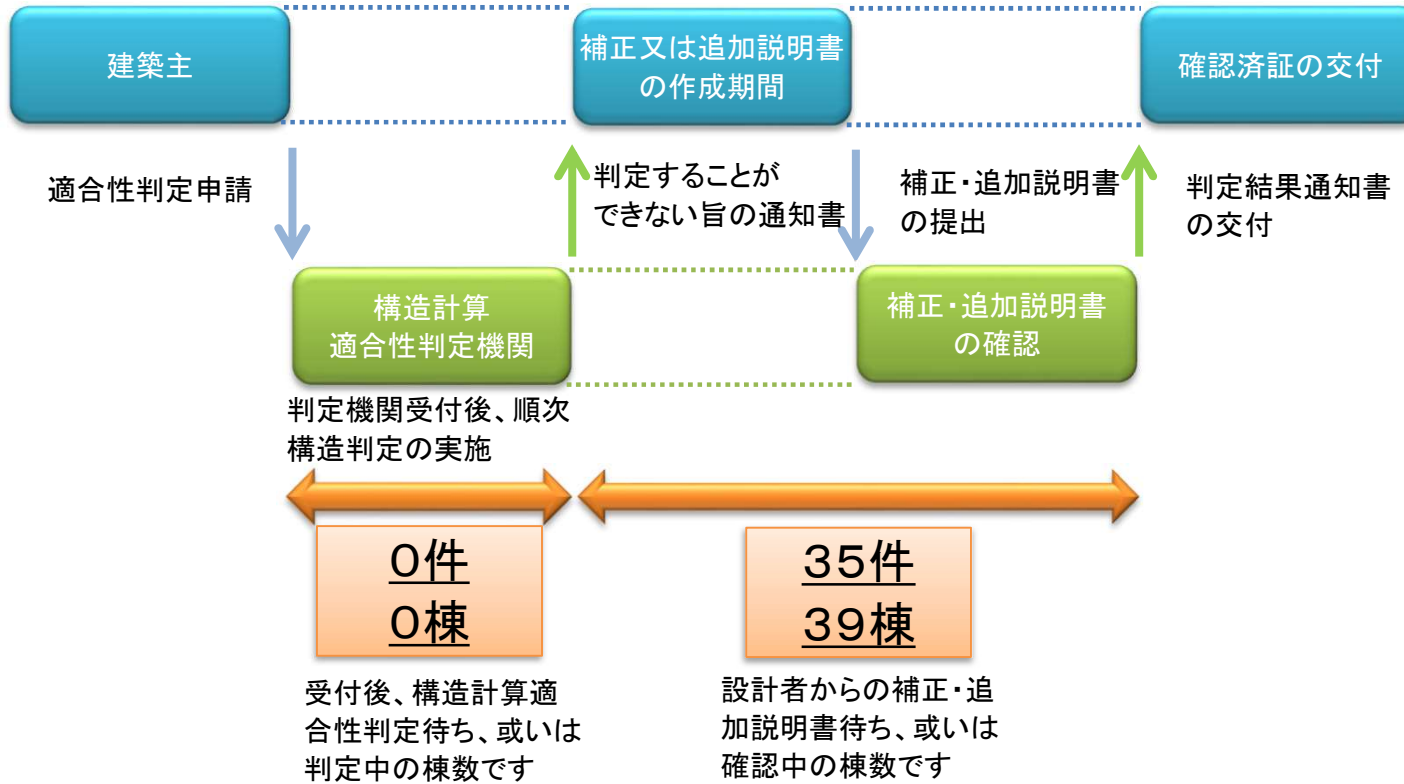 建築主
補正又は追加説明書
の作成期間
確認済証の交付
適合性判定申請
判定することが
できない旨の通知書
補正・追加説明書
の提出
判定結果通知書
の交付
構造計算
適合性判定機関
補正・追加説明書
の確認
判定機関受付後、順次
構造判定の実施
０件
０棟
３５件
３９棟
受付後、構造計算適
合性判定待ち、或いは
判定中の棟数です
設計者からの補正・追
加説明書待ち、或いは
確認中の棟数です